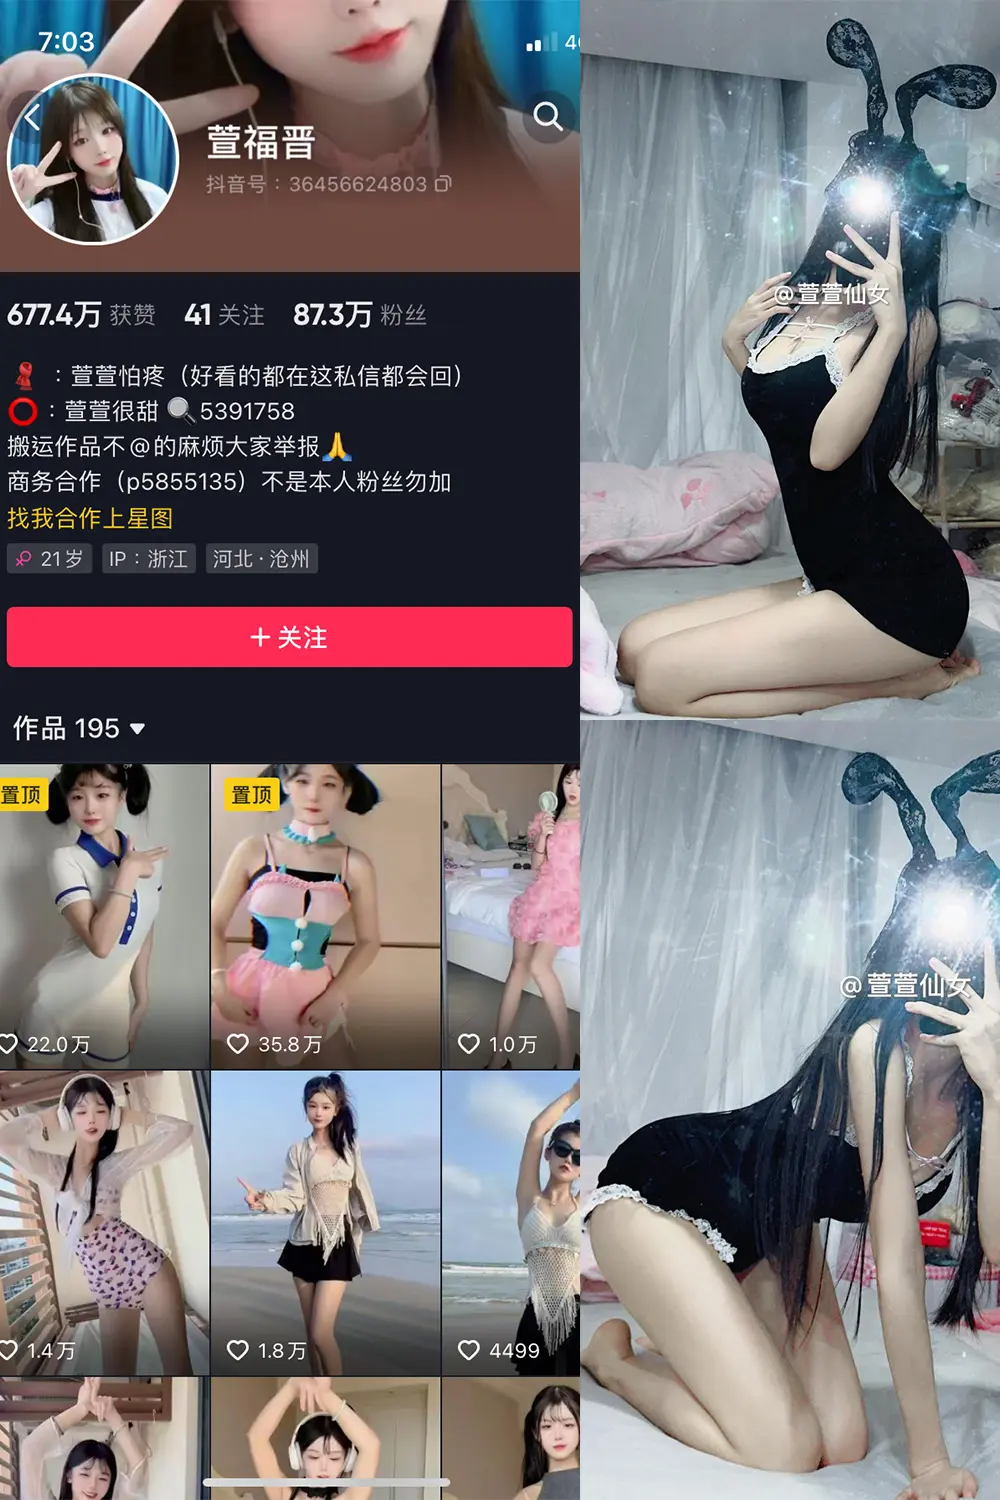 7:03
4G
萱福晋
抖音号：36456624803
677.4万 获赞 41 关注 87.3万 粉丝
：萱萱怕疼（好看的都在这私信都会回）
：萱萱很甜 🔍5391758
搬运作品不@的麻烦大家举报🙏
商务合作（p5855135）不是本人粉丝勿加
找我合作上星图
21岁 IP：浙江 河北·沧州
+ 关注
作品 195
置顶 置顶
22.0万 35.8万 1.0万
1.4万 1.8万 4499
@萱萱仙女
@萱萱仙女